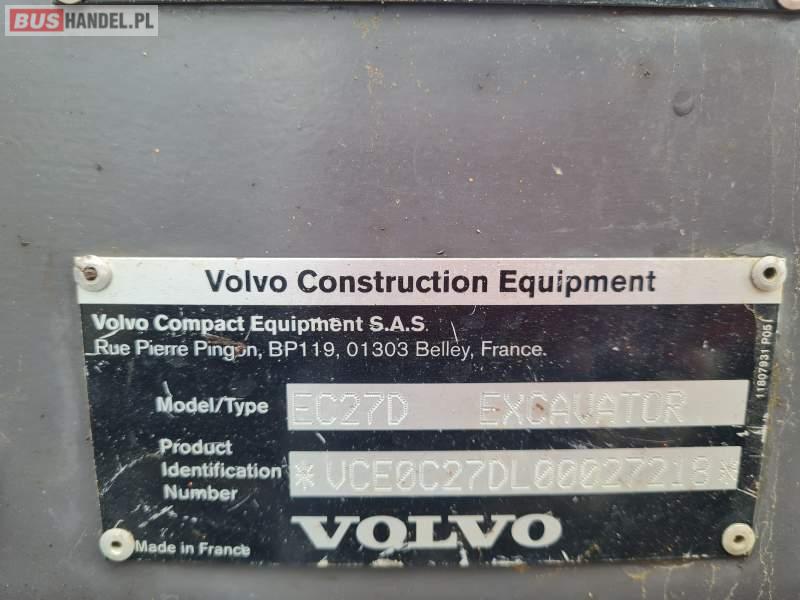 BUSHANDEL.PL
Volvo Construction Equipment
Volvo Compact Equipment S.A.S.
Rue Pierre Pingon, BP119, 01303 Belley, France.
11807931 P05
Model/Type EC27D EXCAVATOR
Product
Identification
Number
*VCE0C27DL00027218*
VOLVO
Made in France